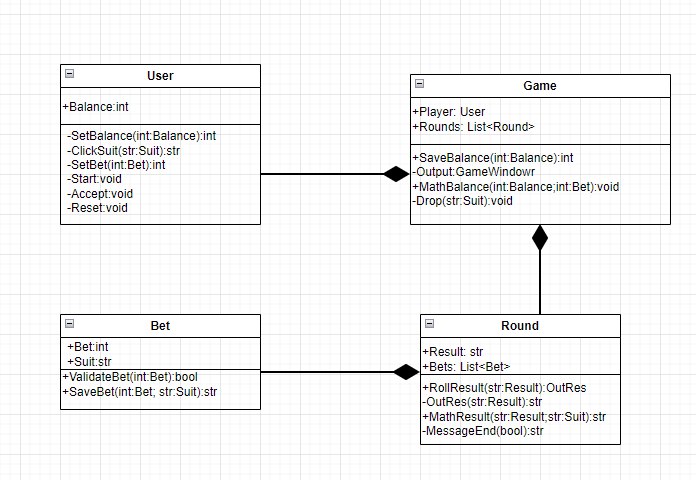 User
+Balance:int
-SetBalance(int:Balance):int
-ClickSuit(str:Suit):str
-SetBet(int:Bet):int
-Start:void
-Accept:void
-Reset:void
Game
+Player: User
+Rounds: List<Round>
+SaveBalance(int:Balance):int
-Output:GameWindowr
+MathBalance(int:Balance;int:Bet):void
-Drop(str:Suit):void
Bet
+Bet:int
+Suit:str
+ValidateBet(int:Bet):bool
+SaveBet(int:Bet; str:Suit):str
Round
+Result: str
+Bets: List<Bet>
+RollResult(str:Result):OutRes
-OutRes(str:Result):str
+MathResult(str:Result;str:Suit):str
-MessageEnd(bool):str